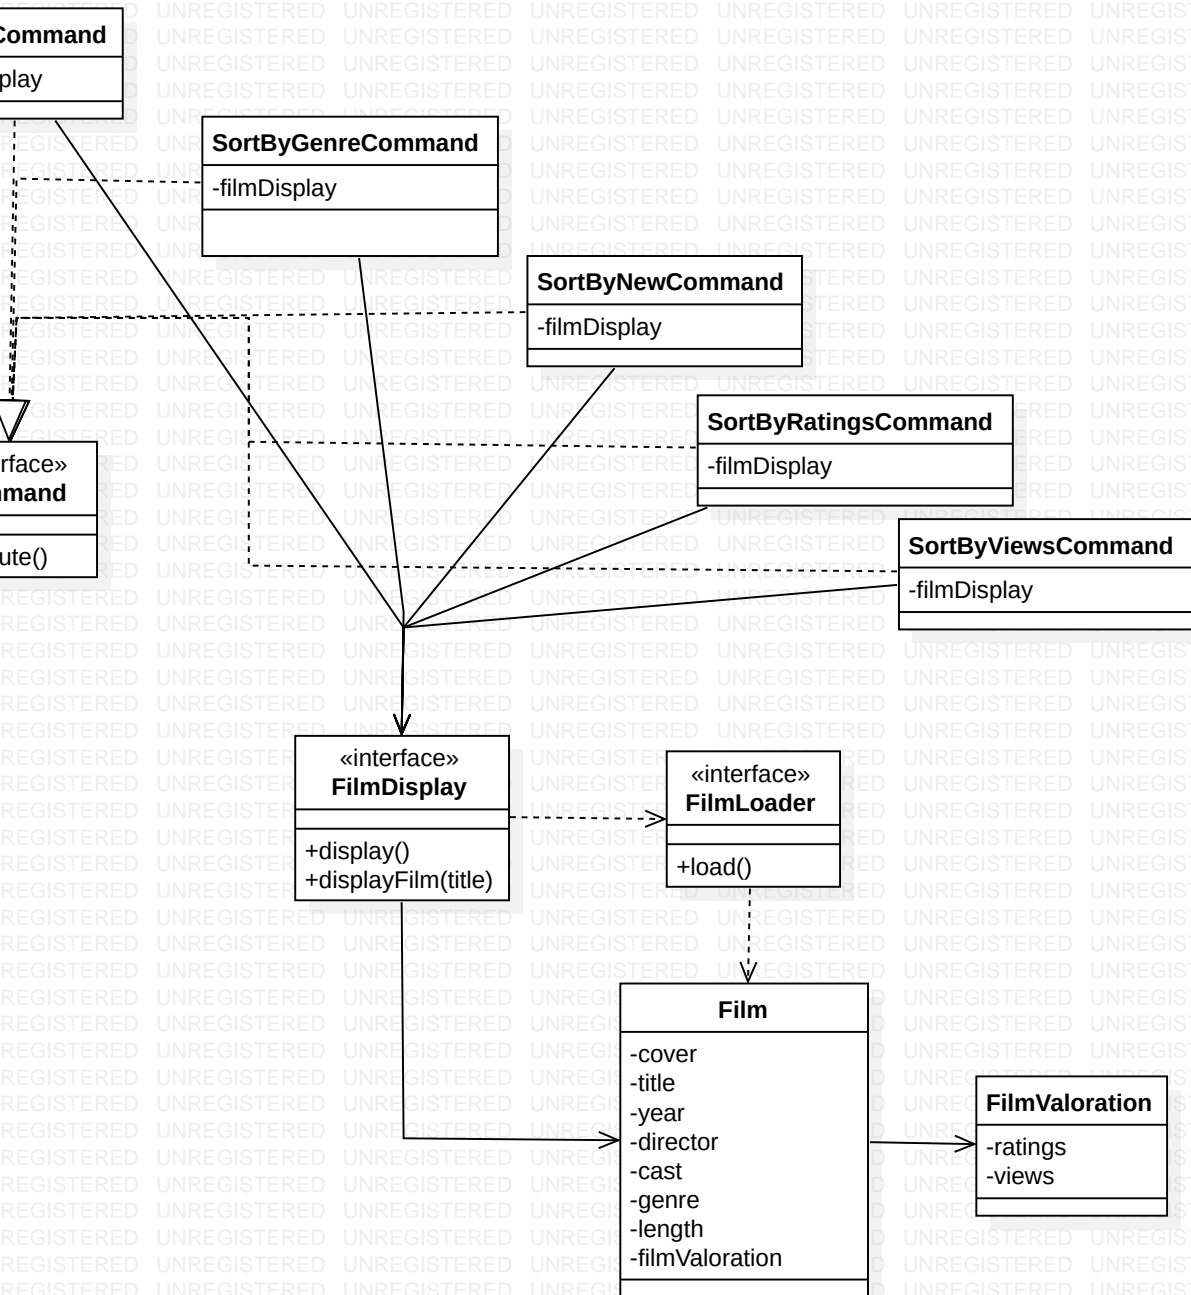 Command
play
SortByGenreCommand
-filmDisplay
SortByNewCommand
-filmDisplay
SortByRatingsCommand
-filmDisplay
rface»
mand
ute()
SortByViewsCommand
-filmDisplay
«interface»
FilmDisplay
+display()
+displayFilm(title)
«interface»
FilmLoader
+load()
Film
-cover
-title
-year
-director
-cast
-genre
-length
-filmValoration
FilmValoration
-ratings
-views
UNREGISTERED